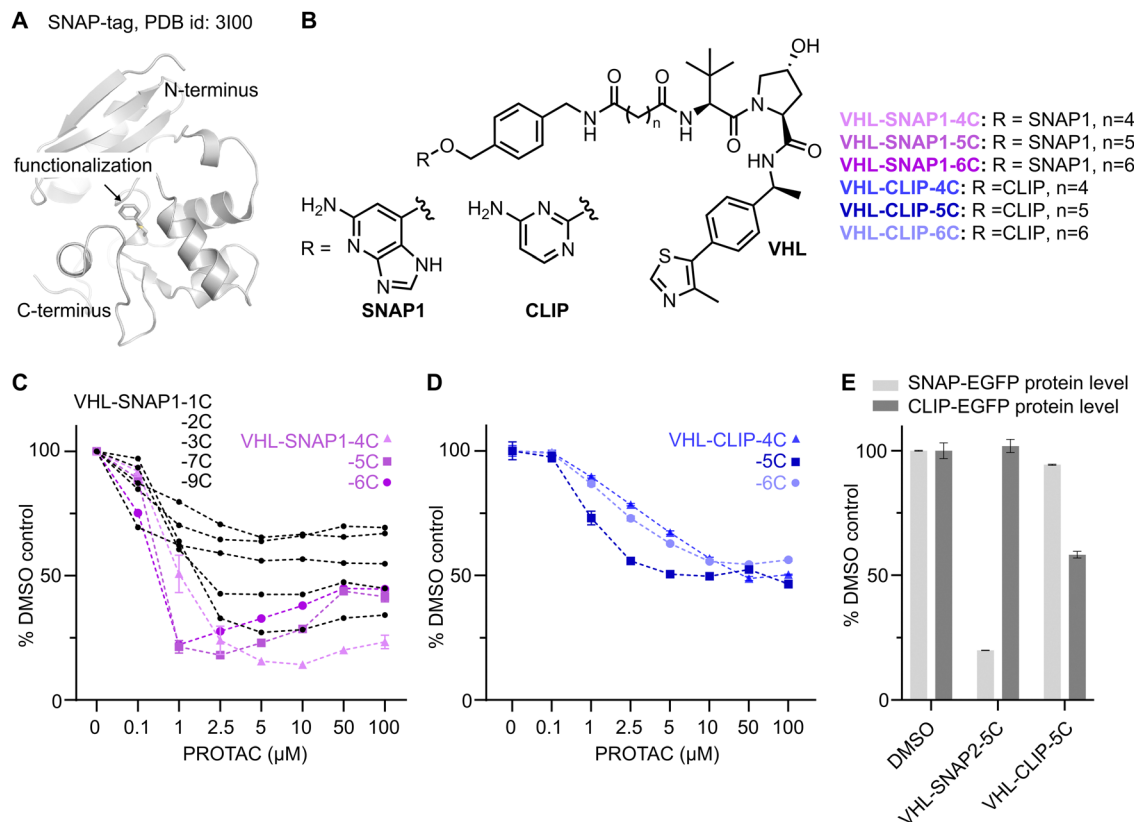 A SNAP-tag, PDB id: 3I00
N-terminus
functionalization
C-terminus
B
OH
O
O
O
N
H
n
N
H
N
O
O
R
O
HN
H₂N
N
N
NH
R =
SNAP1
H₂N
N
N
CLIP
VHL
S
N
VHL-SNAP1-4C: R = SNAP1, n=4
VHL-SNAP1-5C: R = SNAP1, n=5
VHL-SNAP1-6C: R = SNAP1, n=6
VHL-CLIP-4C: R =CLIP, n=4
VHL-CLIP-5C: R =CLIP, n=5
VHL-CLIP-6C: R =CLIP, n=6
C
VHL-SNAP1-1C
-2C
-3C
-7C
-9C
VHL-SNAP1-4C
-5C
-6C
% DMSO control
100
50
0
0 0.1 1 2.5 5 10 50 100
PROTAC (µM)
D
VHL-CLIP-4C
-5C
-6C
% DMSO control
100
50
0
0 0.1 1 2.5 5 10 50 100
PROTAC (µM)
E
SNAP-EGFP protein level
CLIP-EGFP protein level
% DMSO control
100
50
0
DMSO
VHL-SNAP2-5C
VHL-CLIP-5C